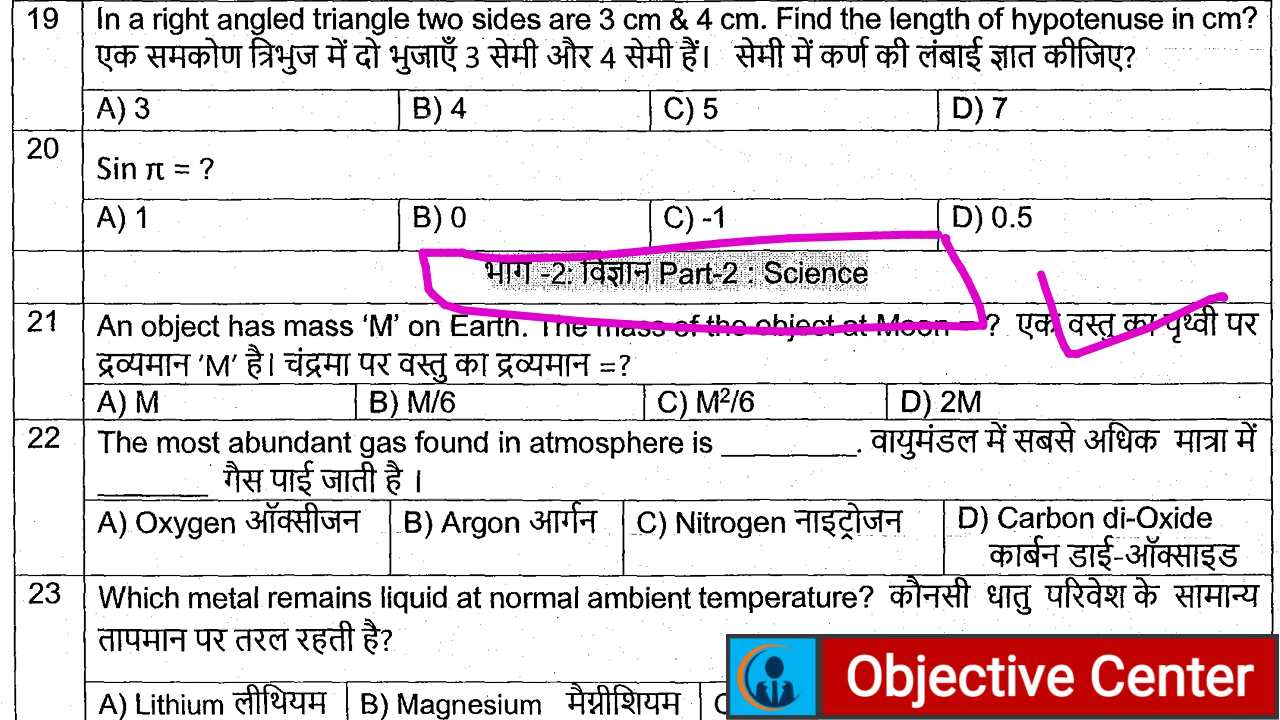 19 In a right angled triangle two sides are 3 cm & 4 cm. Find the length of hypotenuse in cm?
एक समकोण त्रिभुज में दो भुजाएँ 3 सेमी और 4 सेमी हैं। सेमी में कर्ण की लंबाई ज्ञात कीजिए?
A) 3 B) 4 C) 5 D) 7
20 Sin π = ?
A) 1 B) 0 C) -1 D) 0.5
भाग -2. विज्ञान Part-2 : Science
21 An object has mass ‘M’ on Earth. The mass of the object at Moon = ? एक वस्तु का पृथ्वी पर
द्रव्यमान ‘M’ है। चंद्रमा पर वस्तु का द्रव्यमान =?
A) M B) M/6 C) M²/6 D) 2M
22 The most abundant gas found in atmosphere is _________. वायुमंडल में सबसे अधिक मात्रा में
_______ गैस पाई जाती है ।
A) Oxygen ऑक्सीजन B) Argon आर्गन C) Nitrogen नाइट्रोजन D) Carbon di-Oxide
कार्बन डाई-ऑक्साइड
23 Which metal remains liquid at normal ambient temperature? कौनसी धातु परिवेश के सामान्य
तापमान पर तरल रहती है?
A) Lithium लीथियम B) Magnesium मैग्नीशियम C
Objective Center